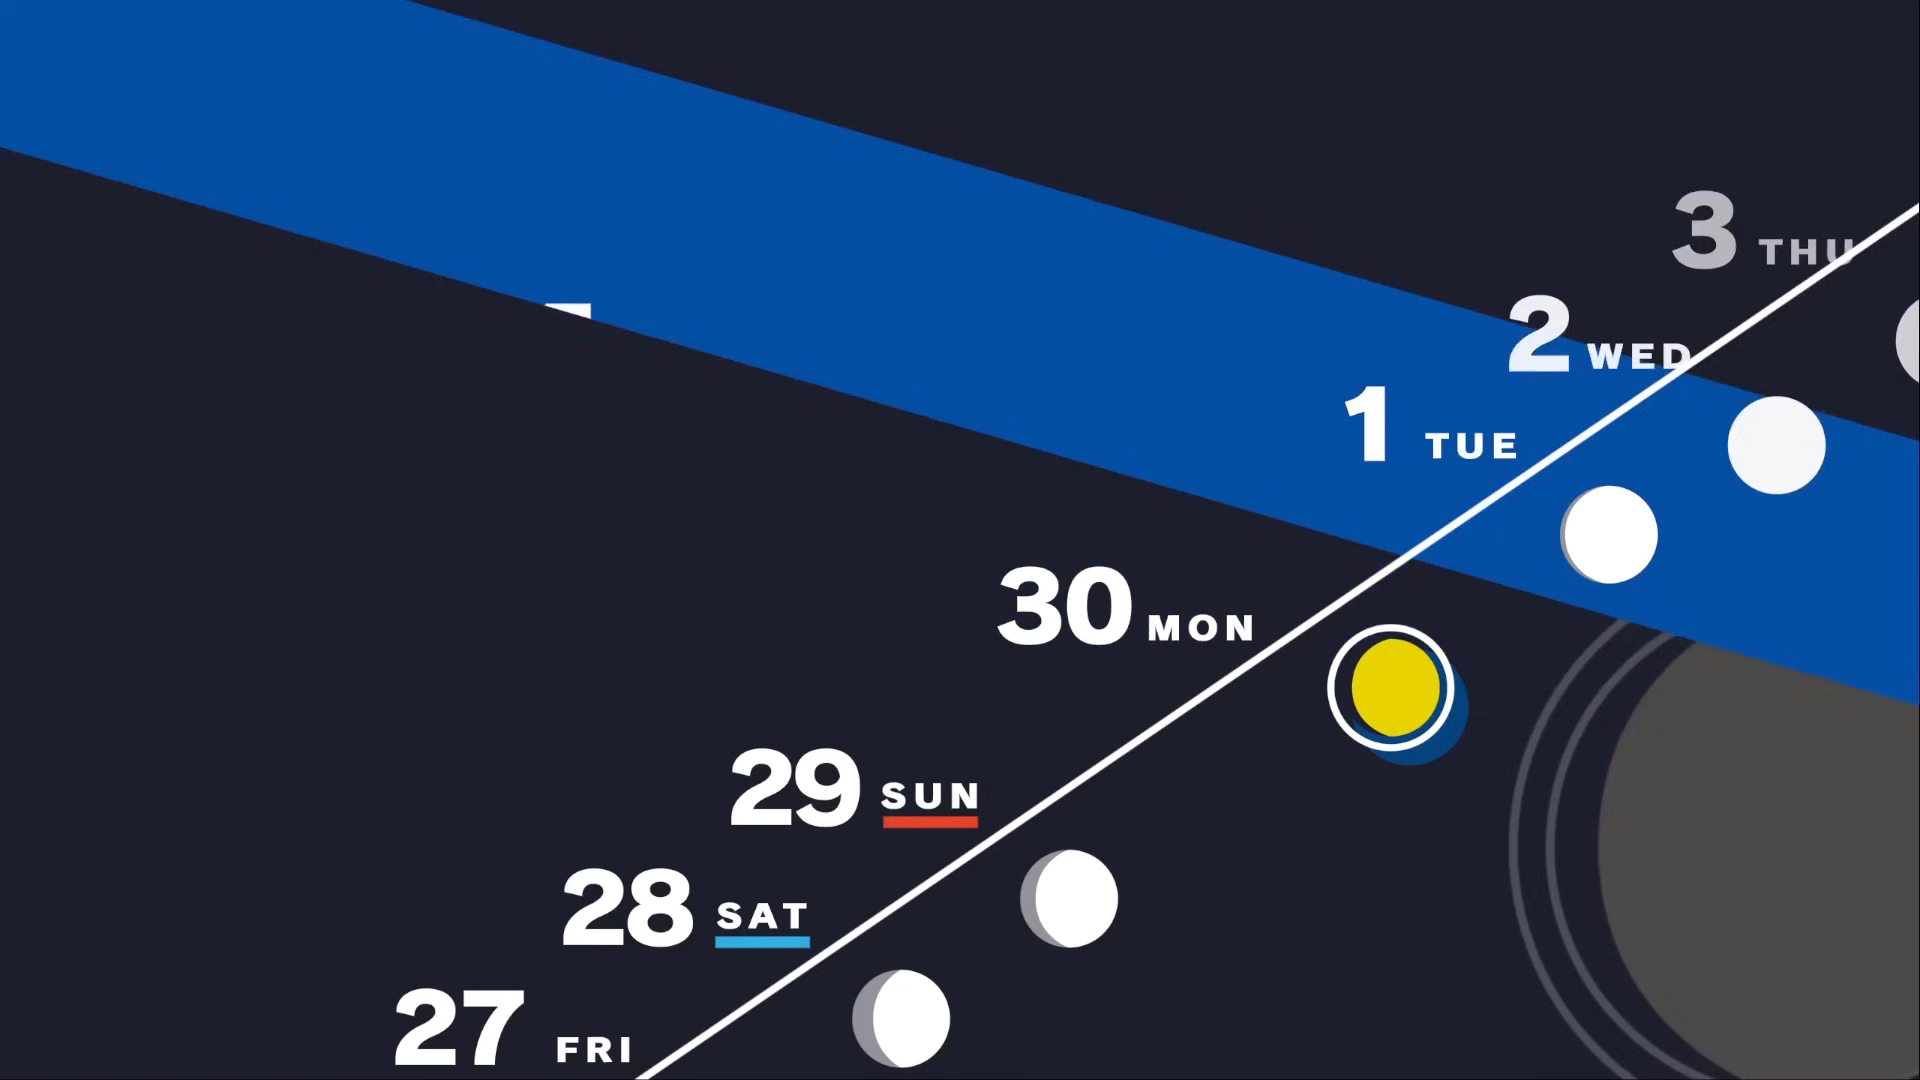 3 THU
2 WED
1 TUE
30 MON
29 SUN
28 SAT
27 FRI